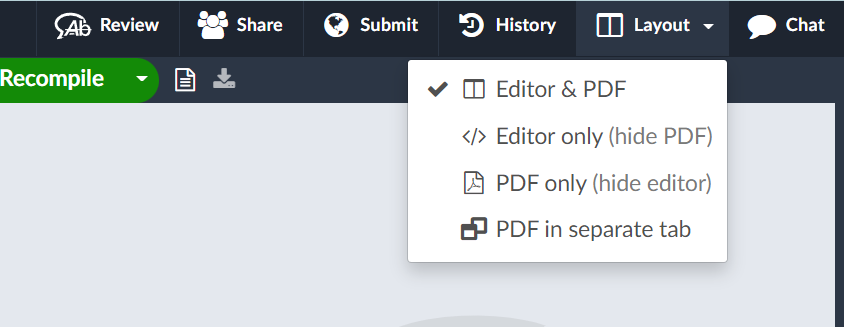 Review Share Submit History Layout Chat
Recompile
Editor & PDF
Editor only (hide PDF)
PDF only (hide editor)
PDF in separate tab